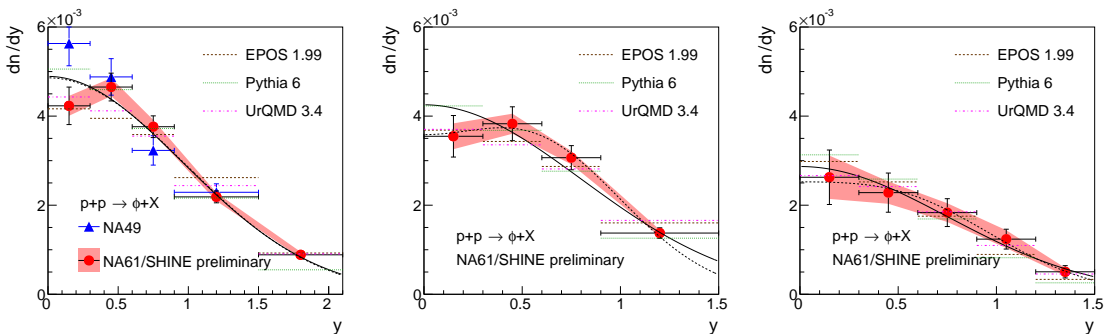 ×10⁻³
dn/dy
6
4
2
0
0 0.5 1 1.5 2
y
EPOS 1.99
Pythia 6
UrQMD 3.4
p+p → ϕ+X
NA49
NA61/SHINE preliminary
×10⁻³
dn/dy
6
4
2
0
0 0.5 1 1.5
y
EPOS 1.99
Pythia 6
UrQMD 3.4
p+p → ϕ+X
NA61/SHINE preliminary
×10⁻³
dn/dy
6
4
2
0
0 0.5 1 1.5
y
EPOS 1.99
Pythia 6
UrQMD 3.4
p+p → ϕ+X
NA61/SHINE preliminary